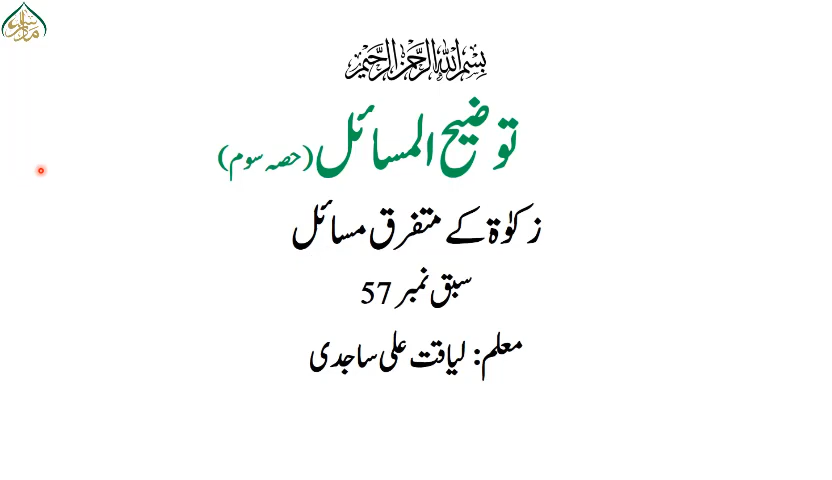 بسم اللہ الرحمن الرحیم
توضیح المسائل (حصہ سوم)
زکوٰۃ کے متفرق مسائل
سبق نمبر 57
معلم: لیاقت علی ساجدی